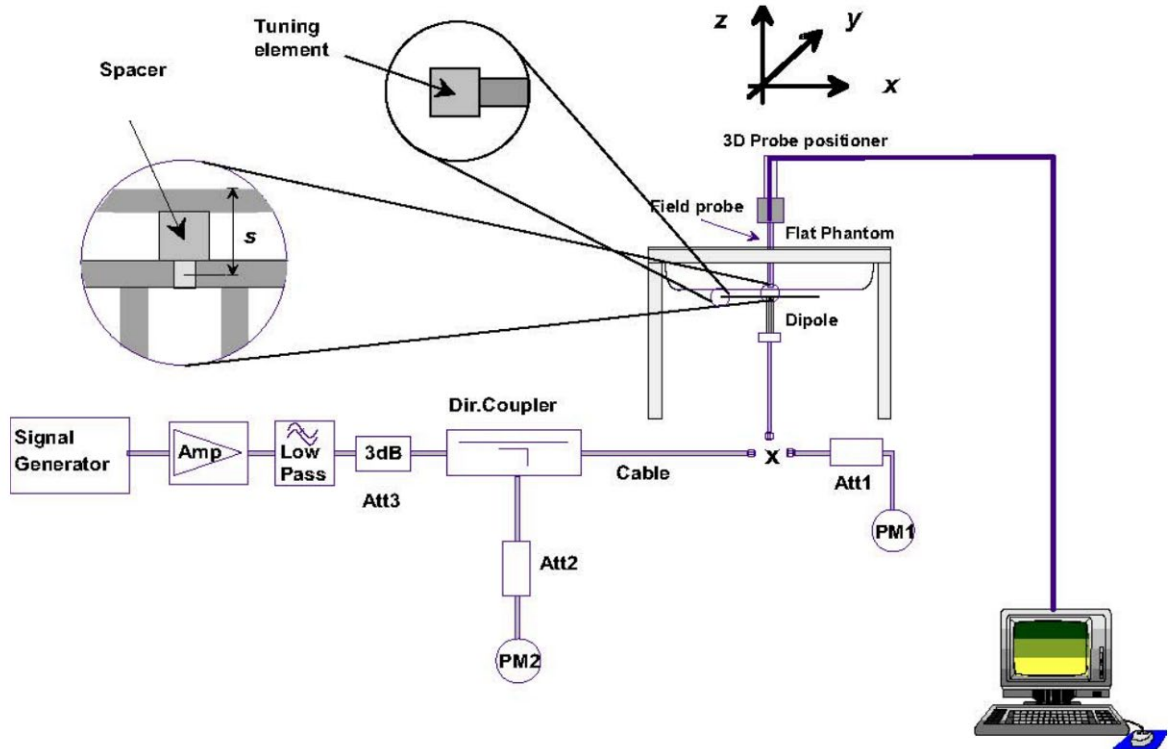 Tuning
element
Spacer
z
y
x
3D Probe positioner
Field probe
Flat Phantom
s
Dipole
Dir.Coupler
Signal
Generator
Amp
Low
Pass
3dB
Att3
Cable
x
Att1
PM1
Att2
PM2